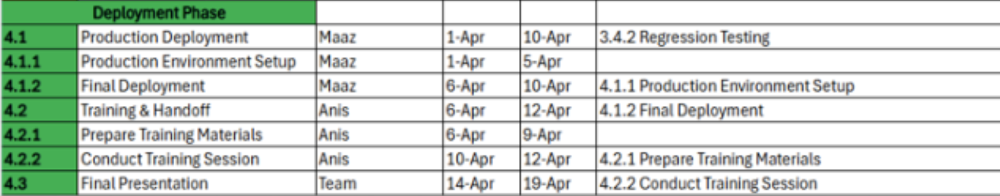 Deployment Phase
4.1 Production Deployment Maaz 1-Apr 10-Apr 3.4.2 Regression Testing
4.1.1 Production Environment Setup Maaz 1-Apr 5-Apr
4.1.2 Final Deployment Maaz 6-Apr 10-Apr 4.1.1 Production Environment Setup
4.2 Training & Handoff Anis 6-Apr 12-Apr 4.1.2 Final Deployment
4.2.1 Prepare Training Materials Anis 6-Apr 9-Apr
4.2.2 Conduct Training Session Anis 10-Apr 12-Apr 4.2.1 Prepare Training Materials
4.3 Final Presentation Team 14-Apr 19-Apr 4.2.2 Conduct Training Session